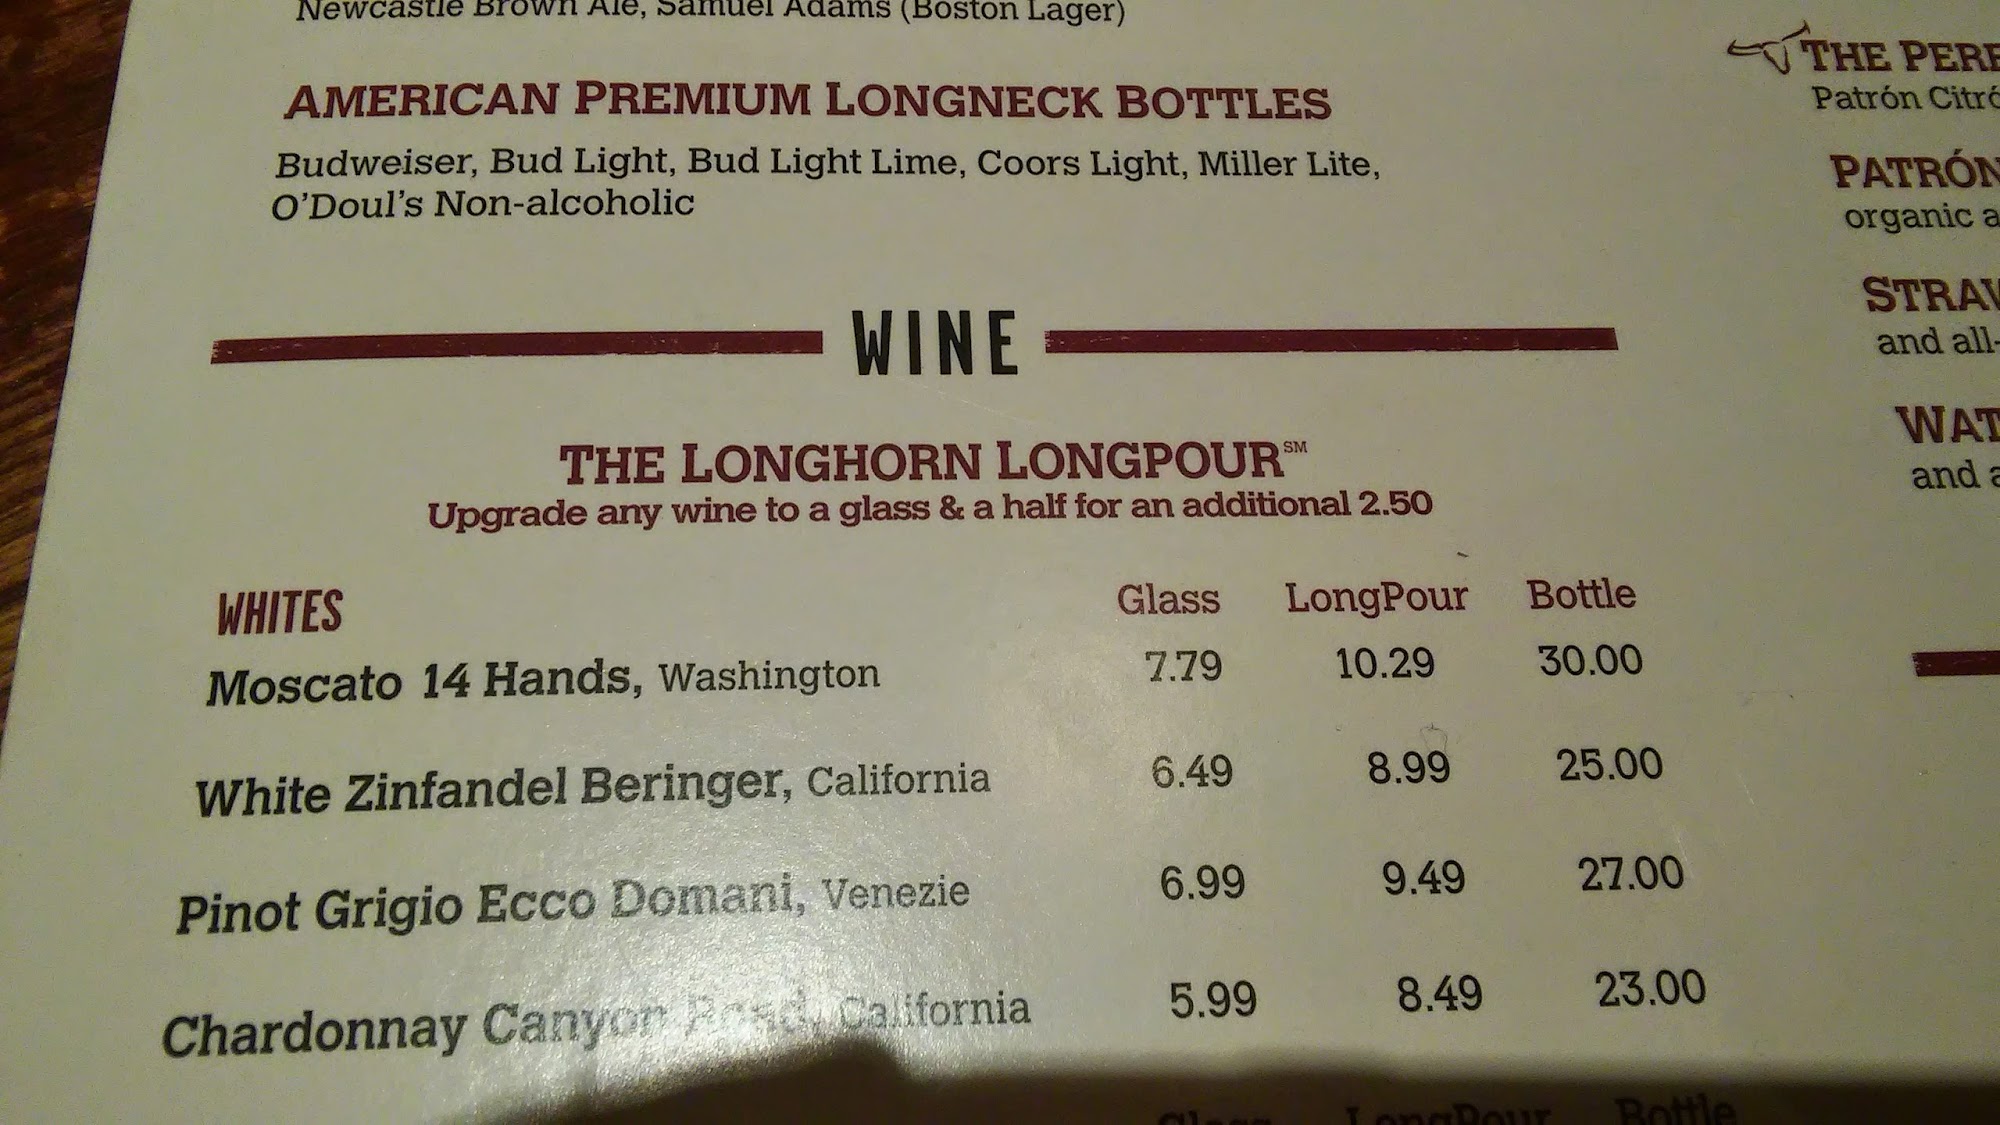 Newcastle Brown Ale, Samuel Adams (Boston Lager)
AMERICAN PREMIUM LONGNECK BOTTLES
Budweiser, Bud Light, Bud Light Lime, Coors Light, Miller Lite,
O'Doul's Non-alcoholic
WINE
THE LONGHORN LONGPOUR℠
Upgrade any wine to a glass & a half for an additional 2.50
WHITES Glass LongPour Bottle
Moscato 14 Hands, Washington 7.79 10.29 30.00
White Zinfandel Beringer, California 6.49 8.99 25.00
Pinot Grigio Ecco Domani, Venezie 6.99 9.49 27.00
Chardonnay Canyon Road, California 5.99 8.49 23.00
Glass LongPour Bottle
THE
Patrón
PATRÓN
organic
and
and